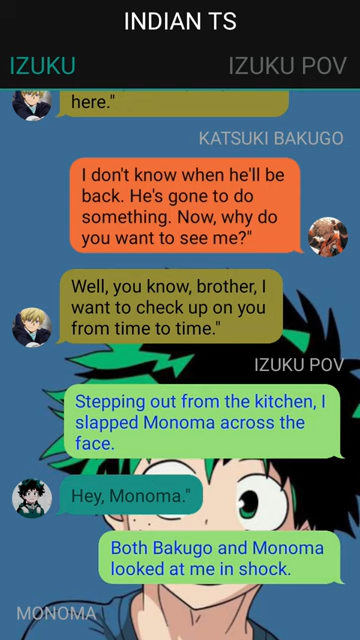 INDIAN TS
IZUKU
IZUKU POV
here."
KATSUKI BAKUGO
I don't know when he'll be
back. He's gone to do
something. Now, why do
you want to see me?"
Well, you know, brother, I
want to check up on you
from time to time."
IZUKU POV
Stepping out from the kitchen, I
slapped Monoma across the
face.
Hey, Monoma."
Both Bakugo and Monoma
looked at me in shock.
MONOMA